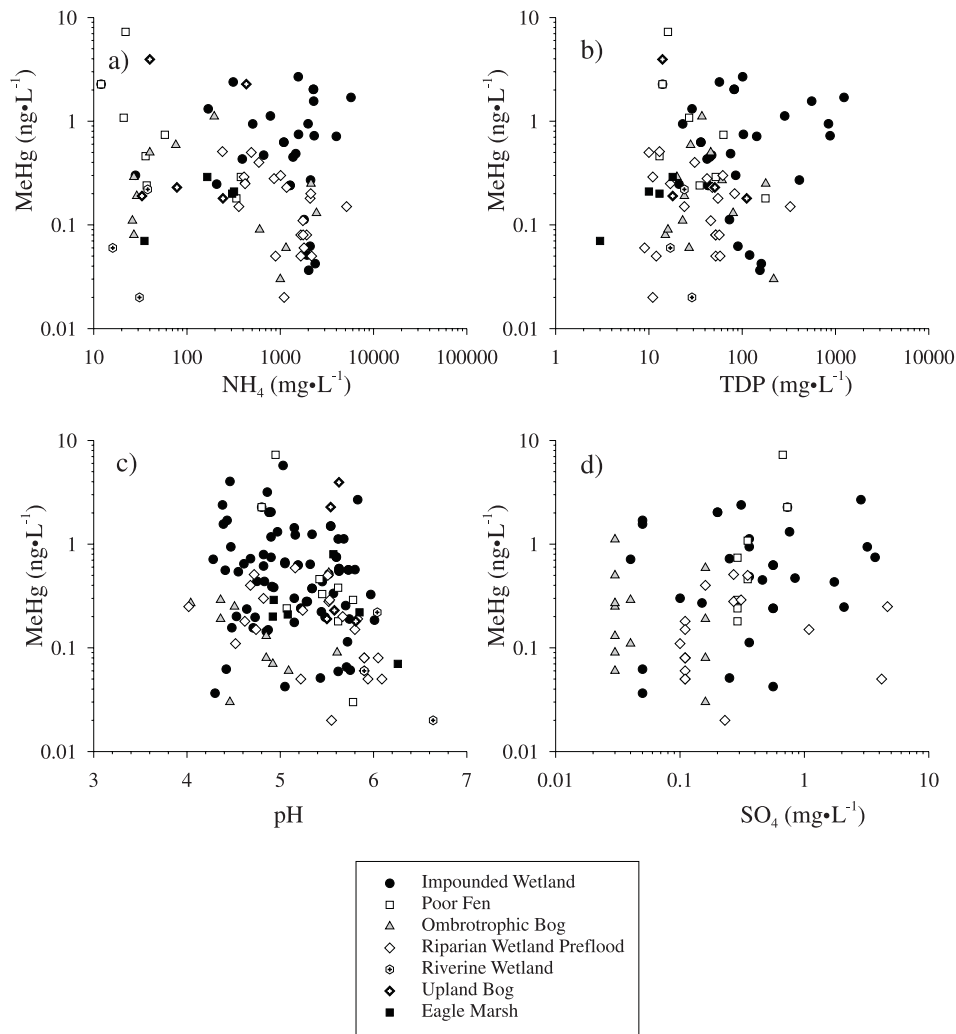 10
1
0.1
0.01
MeHg (ng•L⁻¹)
a)
10 100 1000 10000 100000
NH₄ (mg•L⁻¹)
10
1
0.1
0.01
MeHg (ng•L⁻¹)
b)
1 10 100 1000 10000
TDP (mg•L⁻¹)
10
1
0.1
0.01
MeHg (ng•L⁻¹)
c)
3 4 5 6 7
pH
10
1
0.1
0.01
MeHg (ng•L⁻¹)
d)
0.01 0.1 1 10
SO₄ (mg•L⁻¹)
Impounded Wetland
Poor Fen
Ombrotrophic Bog
Riparian Wetland Preflood
Riverine Wetland
Upland Bog
Eagle Marsh